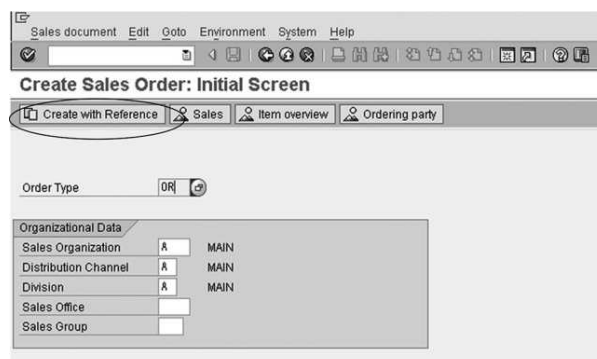 Sales document Edit Goto Environment System Help
Create Sales Order: Initial Screen
Create with Reference Sales Item overview Ordering party
Order Type OR
Organizational Data
Sales Organization A MAIN
Distribution Channel A MAIN
Division A MAIN
Sales Office
Sales Group